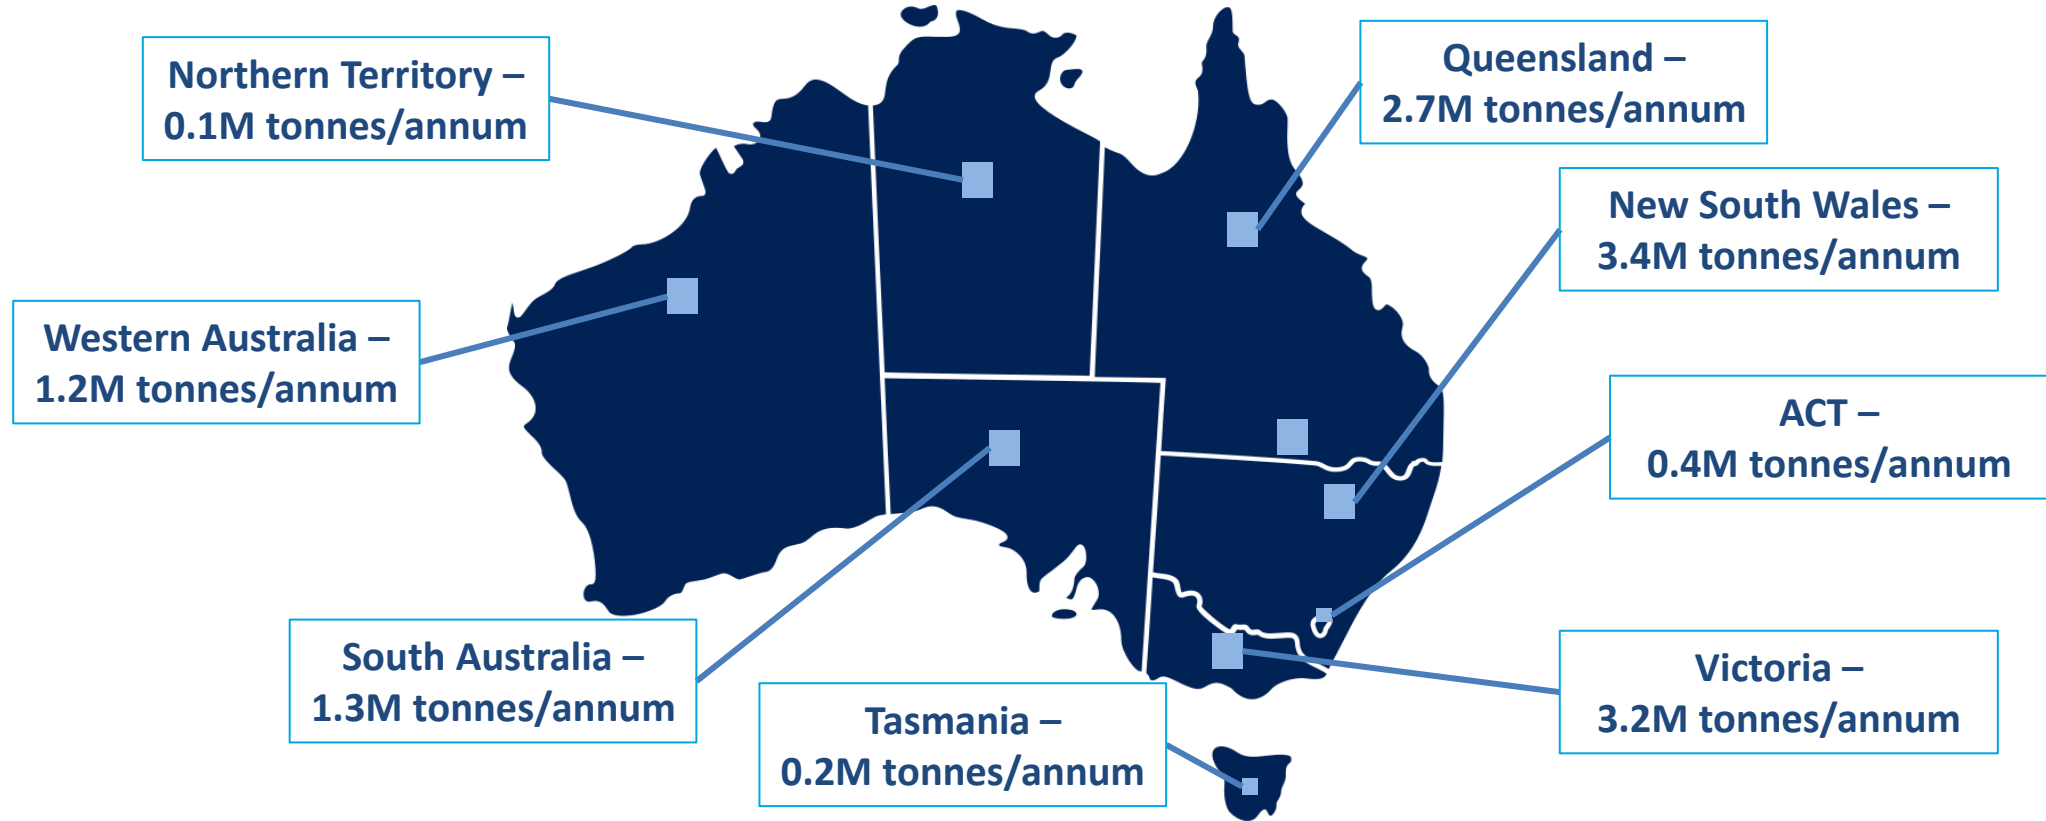 Northern Territory –
0.1M tonnes/annum
Queensland –
2.7M tonnes/annum
New South Wales –
3.4M tonnes/annum
Western Australia –
1.2M tonnes/annum
ACT –
0.4M tonnes/annum
South Australia –
1.3M tonnes/annum
Tasmania –
0.2M tonnes/annum
Victoria –
3.2M tonnes/annum